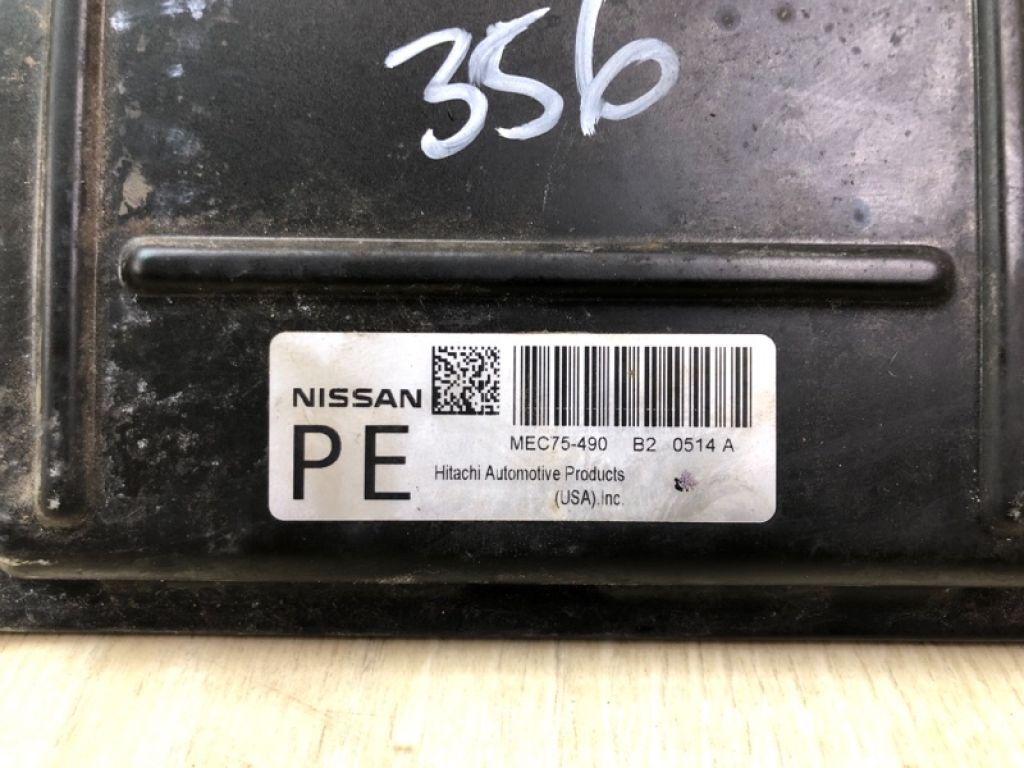 356
NISSAN
PE
MEC75-490 B2 0514 A
Hitachi Automotive Products
(USA).Inc.